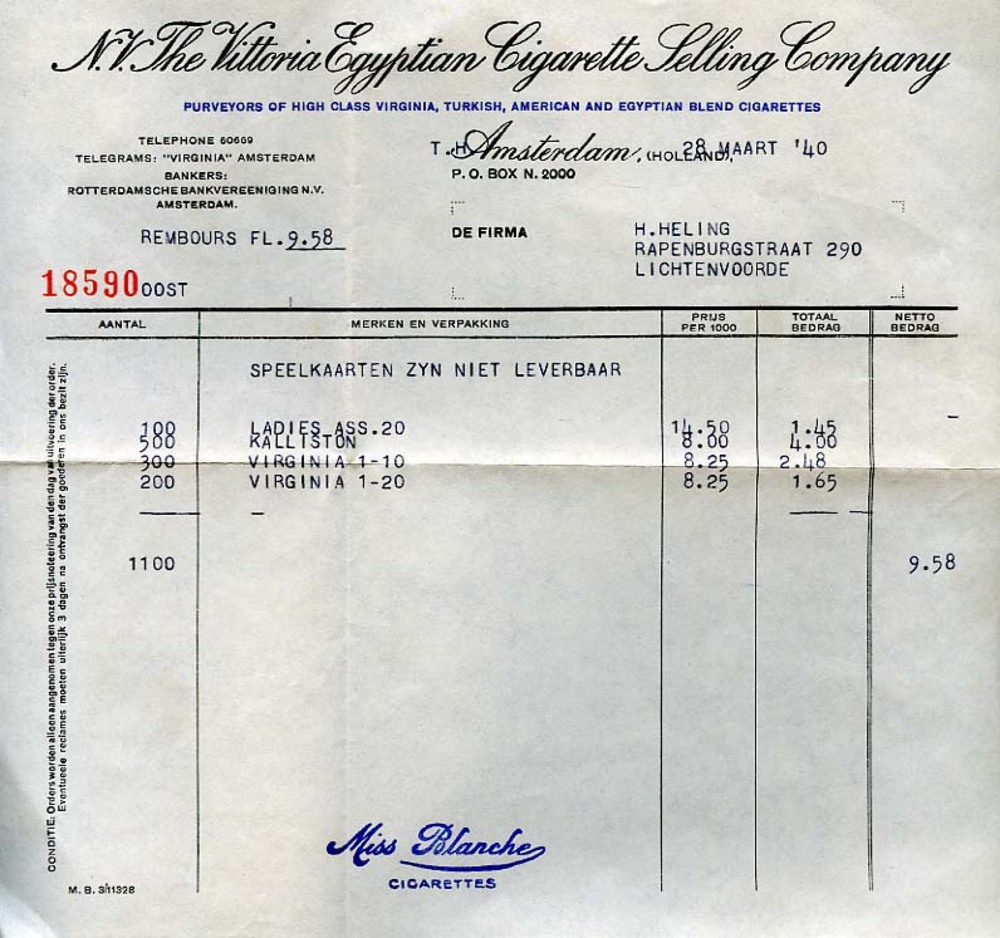 N.V. The Vittoria Egyptian Cigarette Selling Company
PURVEYORS OF HIGH CLASS VIRGINIA, TURKISH, AMERICAN AND EGYPTIAN BLEND CIGARETTES
TELEPHONE 60669
TELEGRAMS: "VIRGINIA" AMSTERDAM
BANKERS:
ROTTERDAMSCHE BANKVEREENIGING N.V.
AMSTERDAM.
T.H. Amsterdam, (HOLLAND), 28 MAART '40
P.O. BOX N. 2000
REMBOURS FL. 9.58
DE FIRMA
H.HELING
RAPENBURGSTRAAT 290
LICHTENVOORDE
18590 OOST
AANTAL MERKEN EN VERPAKKING PRIJS PER 1000 TOTAAL BEDRAG NETTO BEDRAG
SPEELKAARTEN ZYN NIET LEVERBAAR
100 LADIES ASS.20 14.50 1.45
500 KALLISTON 8.00 4.00
300 VIRGINIA 1-10 8.25 2.48
200 VIRGINIA 1-20 8.25 1.65
1100 9.58
CONDITIE: Orders worden alleen aangenomen tegen onze prijsnoteering van den dag van uitvoering der order.
Eventueele reclames moeten uiterlijk 3 dagen na ontvangst der goederen in ons bezit zijn.
Miss Blanche
CIGARETTES
M. B. 3/11328